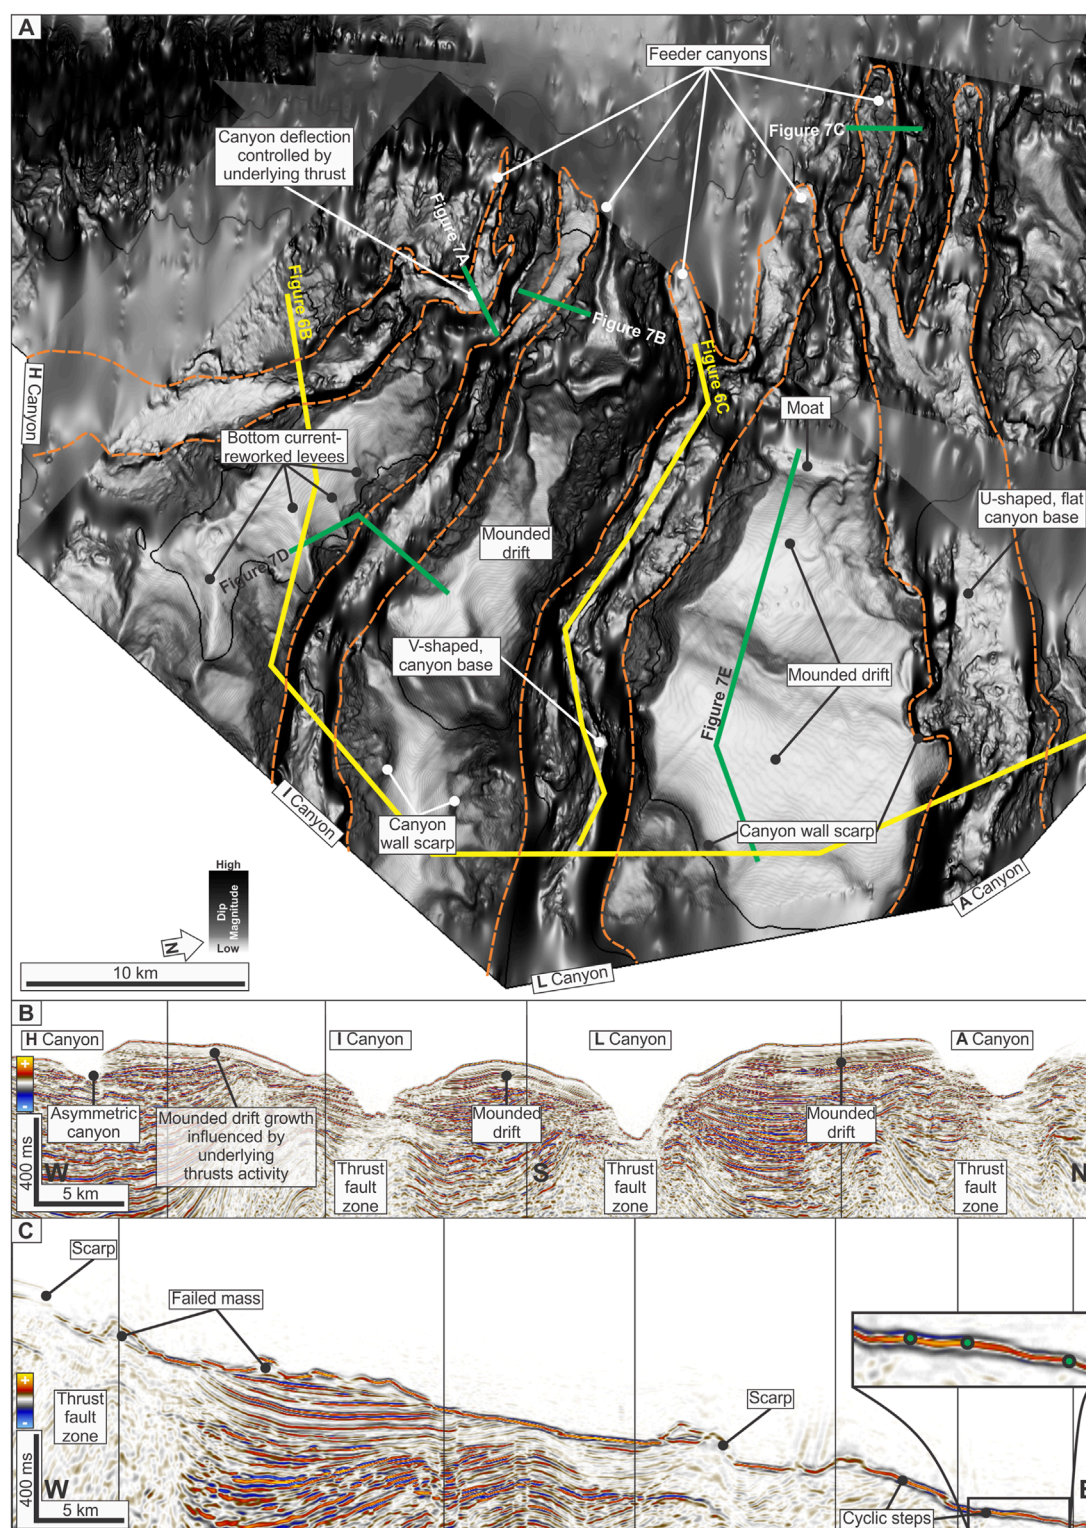 A
Feeder canyons
Figure 7C
Canyon deflection
controlled by
underlying thrust
Figure 7A
Figure 6B
Figure 7B
Figure 6C
H Canyon
Moat
Bottom current-
reworked levees
U-shaped, flat
canyon base
Mounded
drift
Figure 7D
V-shaped,
canyon base
Mounded drift
Figure 7E
I Canyon
Canyon
wall scarp
Canyon wall scarp
A Canyon
High
Dip
Magnitude
Low
N
10 km
L Canyon
B
H Canyon
I Canyon
L Canyon
A Canyon
+
-
Asymmetric
canyon
Mounded drift growth
influenced by
underlying
thrusts activity
Mounded
drift
Mounded
drift
400 ms
W
5 km
Thrust
fault
zone
S
Thrust
fault
zone
Thrust
fault
zone
N
C
Scarp
Failed mass
+
-
Thrust
fault
zone
Scarp
400 ms
W
5 km
Cyclic steps
E